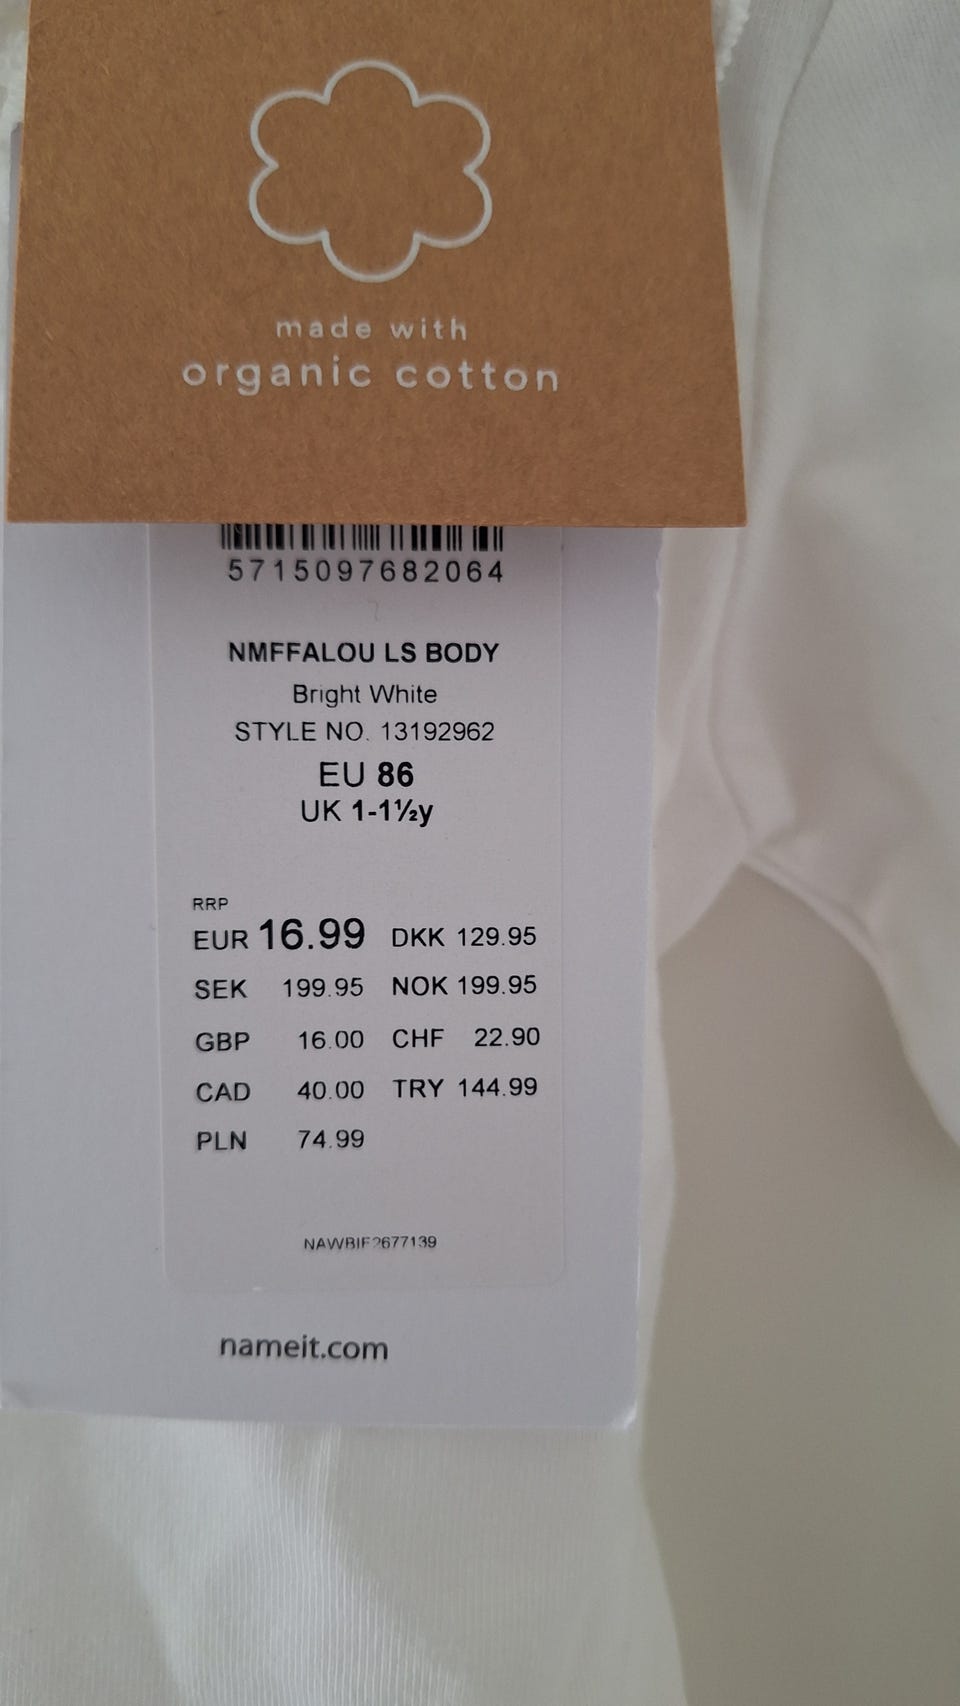 made with
organic cotton
5715097682064
NMFFALOU LS BODY
Bright White
STYLE NO. 13192962
EU 86
UK 1-1½y
RRP
EUR 16.99 DKK 129.95
SEK 199.95 NOK 199.95
GBP 16.00 CHF 22.90
CAD 40.00 TRY 144.99
PLN 74.99
nameit.com